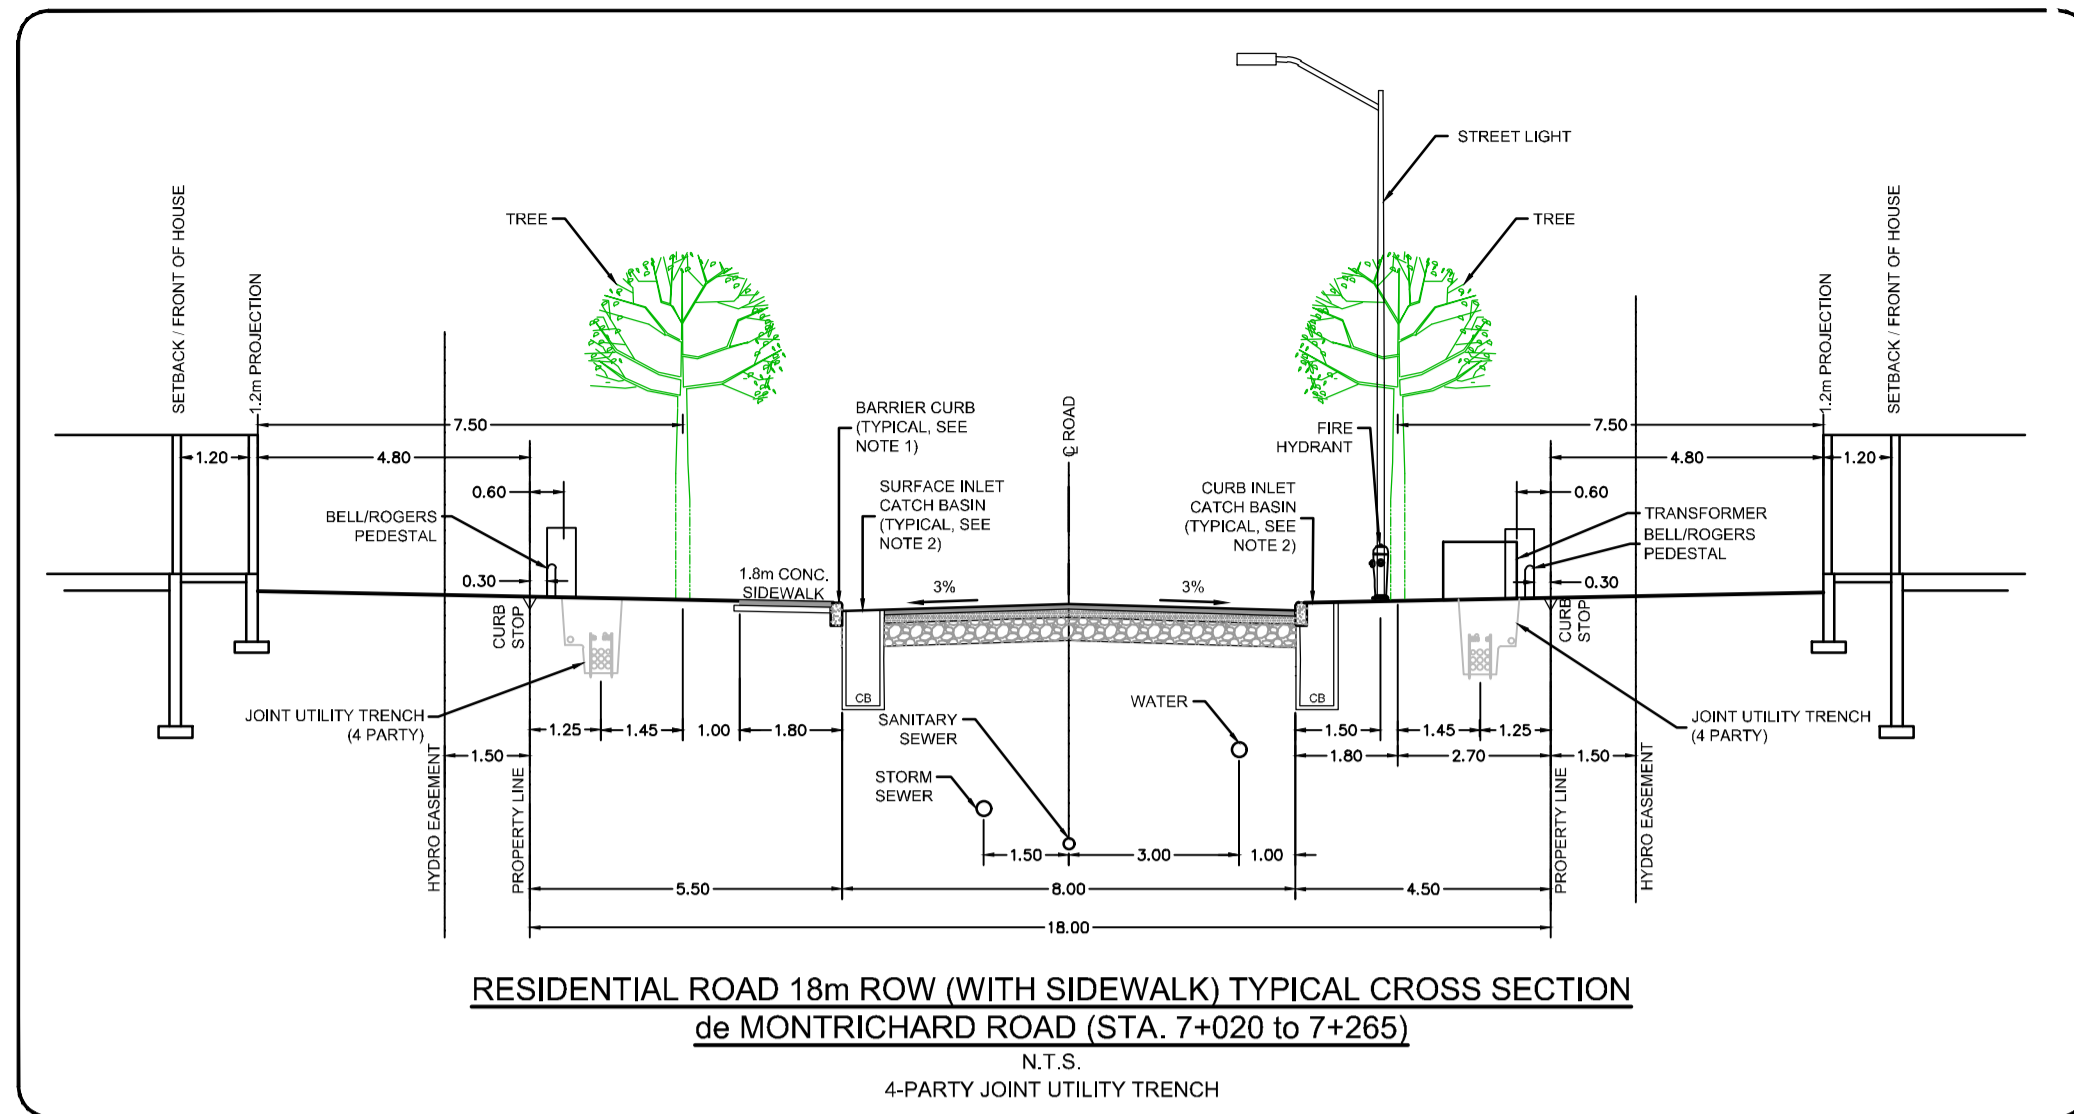 STREET LIGHT
TREE
TREE
SETBACK / FRONT OF HOUSE
1.2m PROJECTION
1.2m PROJECTION
SETBACK / FRONT OF HOUSE
7.50
BARRIER CURB
(TYPICAL, SEE
NOTE 1)
℄ ROAD
FIRE
HYDRANT
7.50
1.20
4.80
4.80
1.20
0.60
SURFACE INLET
CATCH BASIN
(TYPICAL, SEE
NOTE 2)
CURB INLET
CATCH BASIN
(TYPICAL, SEE
NOTE 2)
0.60
BELL/ROGERS
PEDESTAL
TRANSFORMER
BELL/ROGERS
PEDESTAL
0.30
1.8m CONC.
SIDEWALK
3%
3%
0.30
CURB
STOP
CURB
STOP
CB
CB
JOINT UTILITY TRENCH
(4 PARTY)
1.25
1.45
1.00
1.80
SANITARY
SEWER
WATER
1.50
1.45
1.25
JOINT UTILITY TRENCH
(4 PARTY)
1.50
1.80
2.70
1.50
STORM
SEWER
HYDRO EASEMENT
PROPERTY LINE
PROPERTY LINE
HYDRO EASEMENT
1.50
3.00
1.00
5.50
8.00
4.50
18.00
RESIDENTIAL ROAD 18m ROW (WITH SIDEWALK) TYPICAL CROSS SECTION
de MONTRICHARD ROAD (STA. 7+020 to 7+265)
N.T.S.
4-PARTY JOINT UTILITY TRENCH